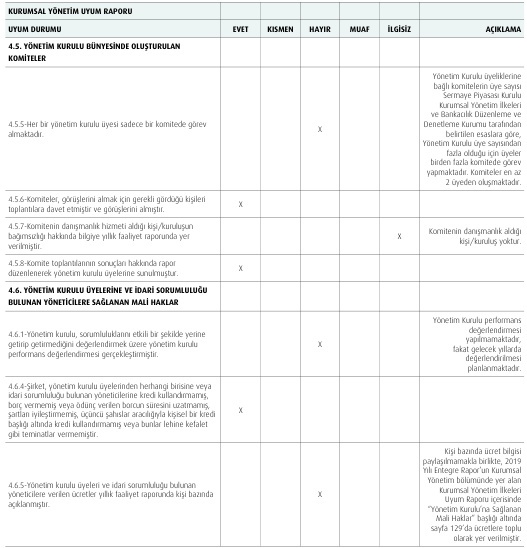 KURUMSAL YÖNETİM UYUM RAPORU
UYUM DURUMU EVET KISMEN HAYIR MUAF İLGİSİZ AÇIKLAMA
4.5. YÖNETİM KURULU BÜNYESİNDE OLUŞTURULAN
KOMİTELER
4.5.5-Her bir yönetim kurulu üyesi sadece bir komitede görev
almaktadır.
X
Yönetim Kurulu üyeliklerine
bağlı komitelerin üye sayısı
Sermaye Piyasası Kurulu
Kurumsal Yönetim İlkeleri
ve Bankacılık Düzenleme ve
Denetleme Kurumu tarafından
belirtilen esaslara göre,
Yönetim Kurulu üye sayısından
fazla olduğu için üyeler
birden fazla komitede görev
yapmaktadır. Komiteler en az
2 üyeden oluşmaktadır.
4.5.6-Komiteler, görüşlerini almak için gerekli gördüğü kişileri
toplantılara davet etmiştir ve görüşlerini almıştır.
X
4.5.7-Komitenin danışmanlık hizmeti aldığı kişi/kuruluşun
bağımsızlığı hakkında bilgiye yıllık faaliyet raporunda yer
verilmiştir.
X
Komitenin danışmanlık aldığı
kişi/kuruluş yoktur.
4.5.8-Komite toplantılarının sonuçları hakkında rapor
düzenlenerek yönetim kurulu üyelerine sunulmuştur.
X
4.6. YÖNETİM KURULU ÜYELERİNE VE İDARİ SORUMLULUĞU
BULUNAN YÖNETİCİLERE SAĞLANAN MALİ HAKLAR
4.6.1-Yönetim kurulu, sorumluluklarını etkili bir şekilde yerine
getirip getirmediğini değerlendirmek üzere yönetim kurulu
performans değerlendirmesi gerçekleştirmiştir.
X
Yönetim Kurulu performans
değerlendirmesi
yapılmamaktadır,
fakat gelecek yıllarda
değerlendirilmesi
planlanmaktadır.
4.6.4-Şirket, yönetim kurulu üyelerinden herhangi birisine veya
idari sorumluluğu bulunan yöneticilerine kredi kullandırmamış,
borç vermemiş veya ödünç verilen borcun süresini uzatmamış,
şartları iyileştirmemiş, üçüncü şahıslar aracılığıyla kişisel bir kredi
başlığı altında kredi kullandırmamış veya bunlar lehine kefalet
gibi teminatlar vermemiştir.
X
4.6.5-Yönetim kurulu üyeleri ve idari sorumluluğu bulunan
yöneticilere verilen ücretler yıllık faaliyet raporunda kişi bazında
açıklanmıştır.
X
Kişi bazında ücret bilgisi
paylaşılmamakla birlikte, 2019
Yılı Entegre Rapor'un Kurumsal
Yönetim bölümünde yer alan
Kurumsal Yönetim İlkeleri
Uyum Raporu içerisinde
"Yönetim Kurulu'na Sağlanan
Mali Haklar" başlığı altında
sayfa 129'da ücretlere toplu
olarak yer verilmiştir.